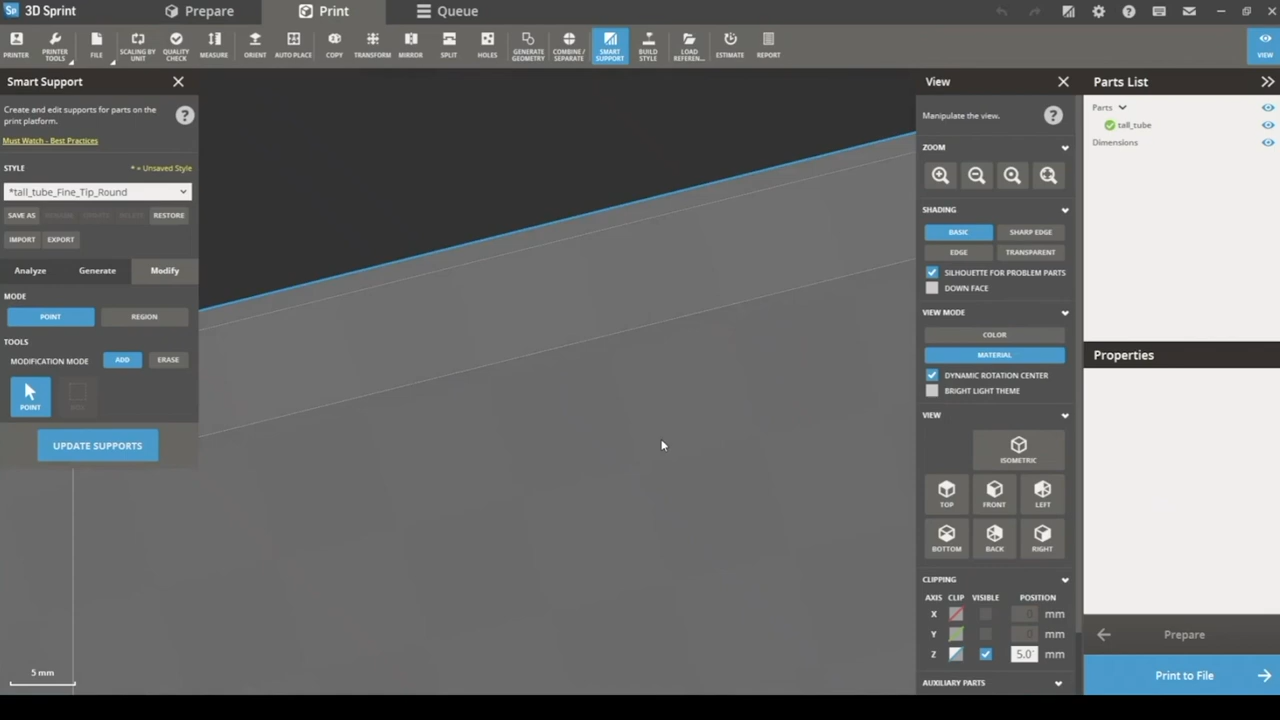 Sp 3D Sprint
Prepare
Print
Queue
PRINTER
PRINTER TOOLS
FILE
SCALING BY UNIT
QUALITY CHECK
MEASURE
ORIENT
AUTO PLACE
COPY
TRANSFORM
MIRROR
SPLIT
HOLES
GENERATE GEOMETRY
COMBINE / SEPARATE
SMART SUPPORT
BUILD STYLE
LOAD REFEREN...
ESTIMATE
REPORT
VIEW
Smart Support
Create and edit supports for parts on the
print platform.
Must Watch - Best Practices
STYLE * = Unsaved Style
*tall_tube_Fine_Tip_Round
SAVE AS
RESTORE
IMPORT EXPORT
Analyze Generate Modify
MODE
POINT REGION
TOOLS
MODIFICATION MODE ADD ERASE
POINT
UPDATE SUPPORTS
5 mm
View
Manipulate the view.
ZOOM
SHADING
BASIC SHARP EDGE
EDGE TRANSPARENT
SILHOUETTE FOR PROBLEM PARTS
DOWN FACE
VIEW MODE
COLOR
MATERIAL
DYNAMIC ROTATION CENTER
BRIGHT LIGHT THEME
VIEW
ISOMETRIC
TOP FRONT LEFT
BOTTOM BACK RIGHT
CLIPPING
AXIS CLIP VISIBLE POSITION
X 0 mm
Y 0 mm
Z 5.0 mm
AUXILIARY PARTS
Parts List
Parts
tall_tube
Dimensions
Properties
Prepare
Print to File